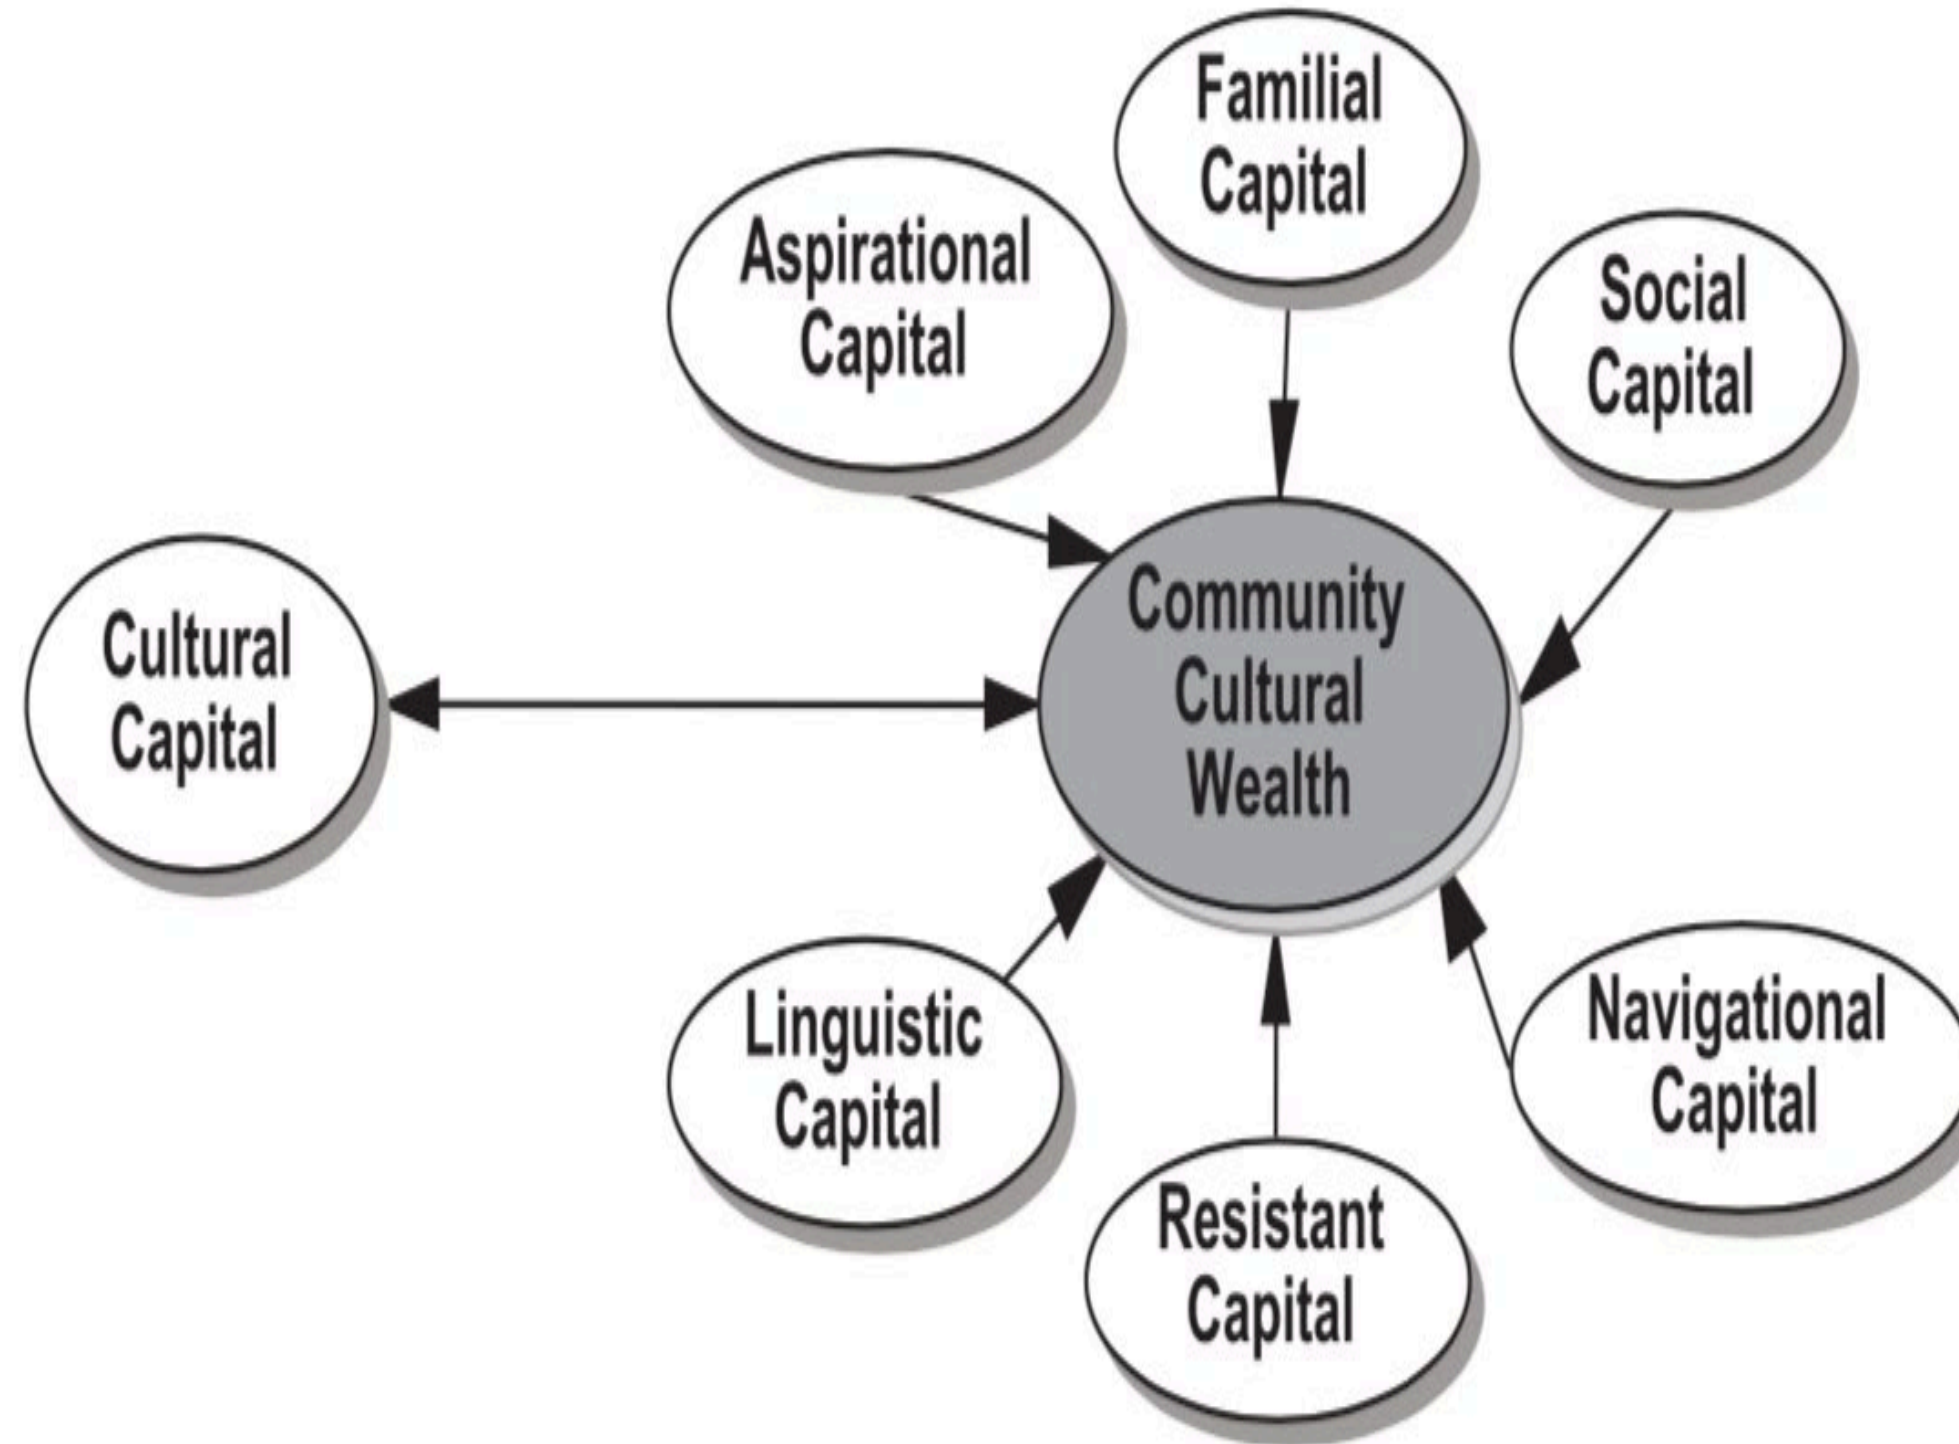 Familial
Capital
Aspirational
Capital
Social
Capital
Community
Cultural
Wealth
Cultural
Capital
Linguistic
Capital
Navigational
Capital
Resistant
Capital